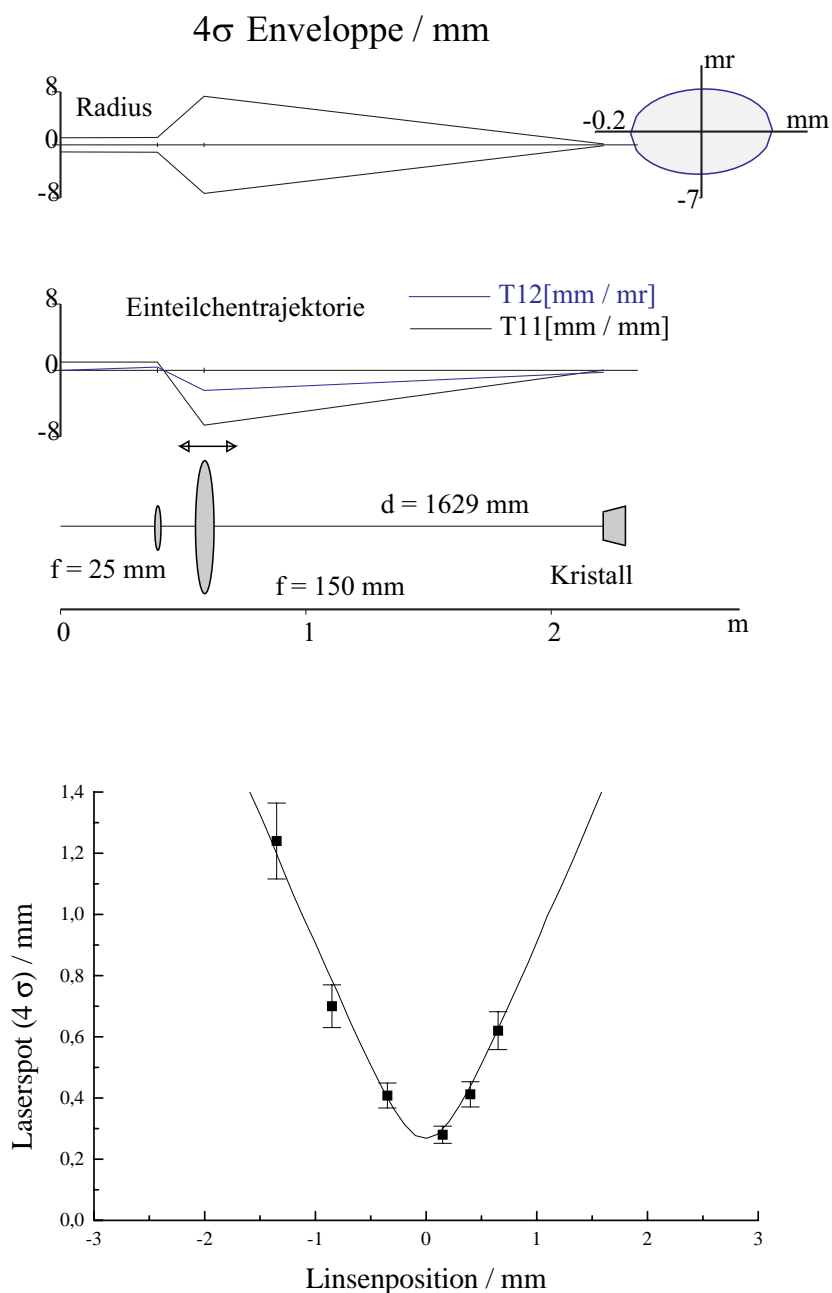 4σ Enveloppe / mm
8
Radius
0
-8
mr
-0.2
mm
-7
8
Einteilchentrajektorie
T12[mm / mr]
T11[mm / mm]
0
-8
d = 1629 mm
f = 25 mm
f = 150 mm
Kristall
0 1 2 m
1,4
1,2
1,0
0,8
0,6
0,4
0,2
0,0
Laserspot (4 σ) / mm
-3 -2 -1 0 1 2 3
Linsenposition / mm